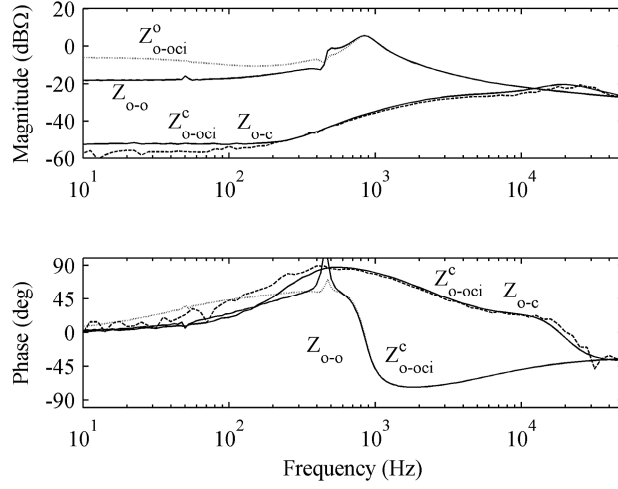 20
0
-20
-40
-60
Magnitude (dBΩ)
Z^o_o-oci
Z_o-o
Z^c_o-oci
Z_o-c
10^1
10^2
10^3
10^4
90
45
0
-45
-90
Phase (deg)
Z^c_o-oci
Z_o-c
Z_o-o
Z^c_o-oci
10^1
10^2
10^3
10^4
Frequency (Hz)